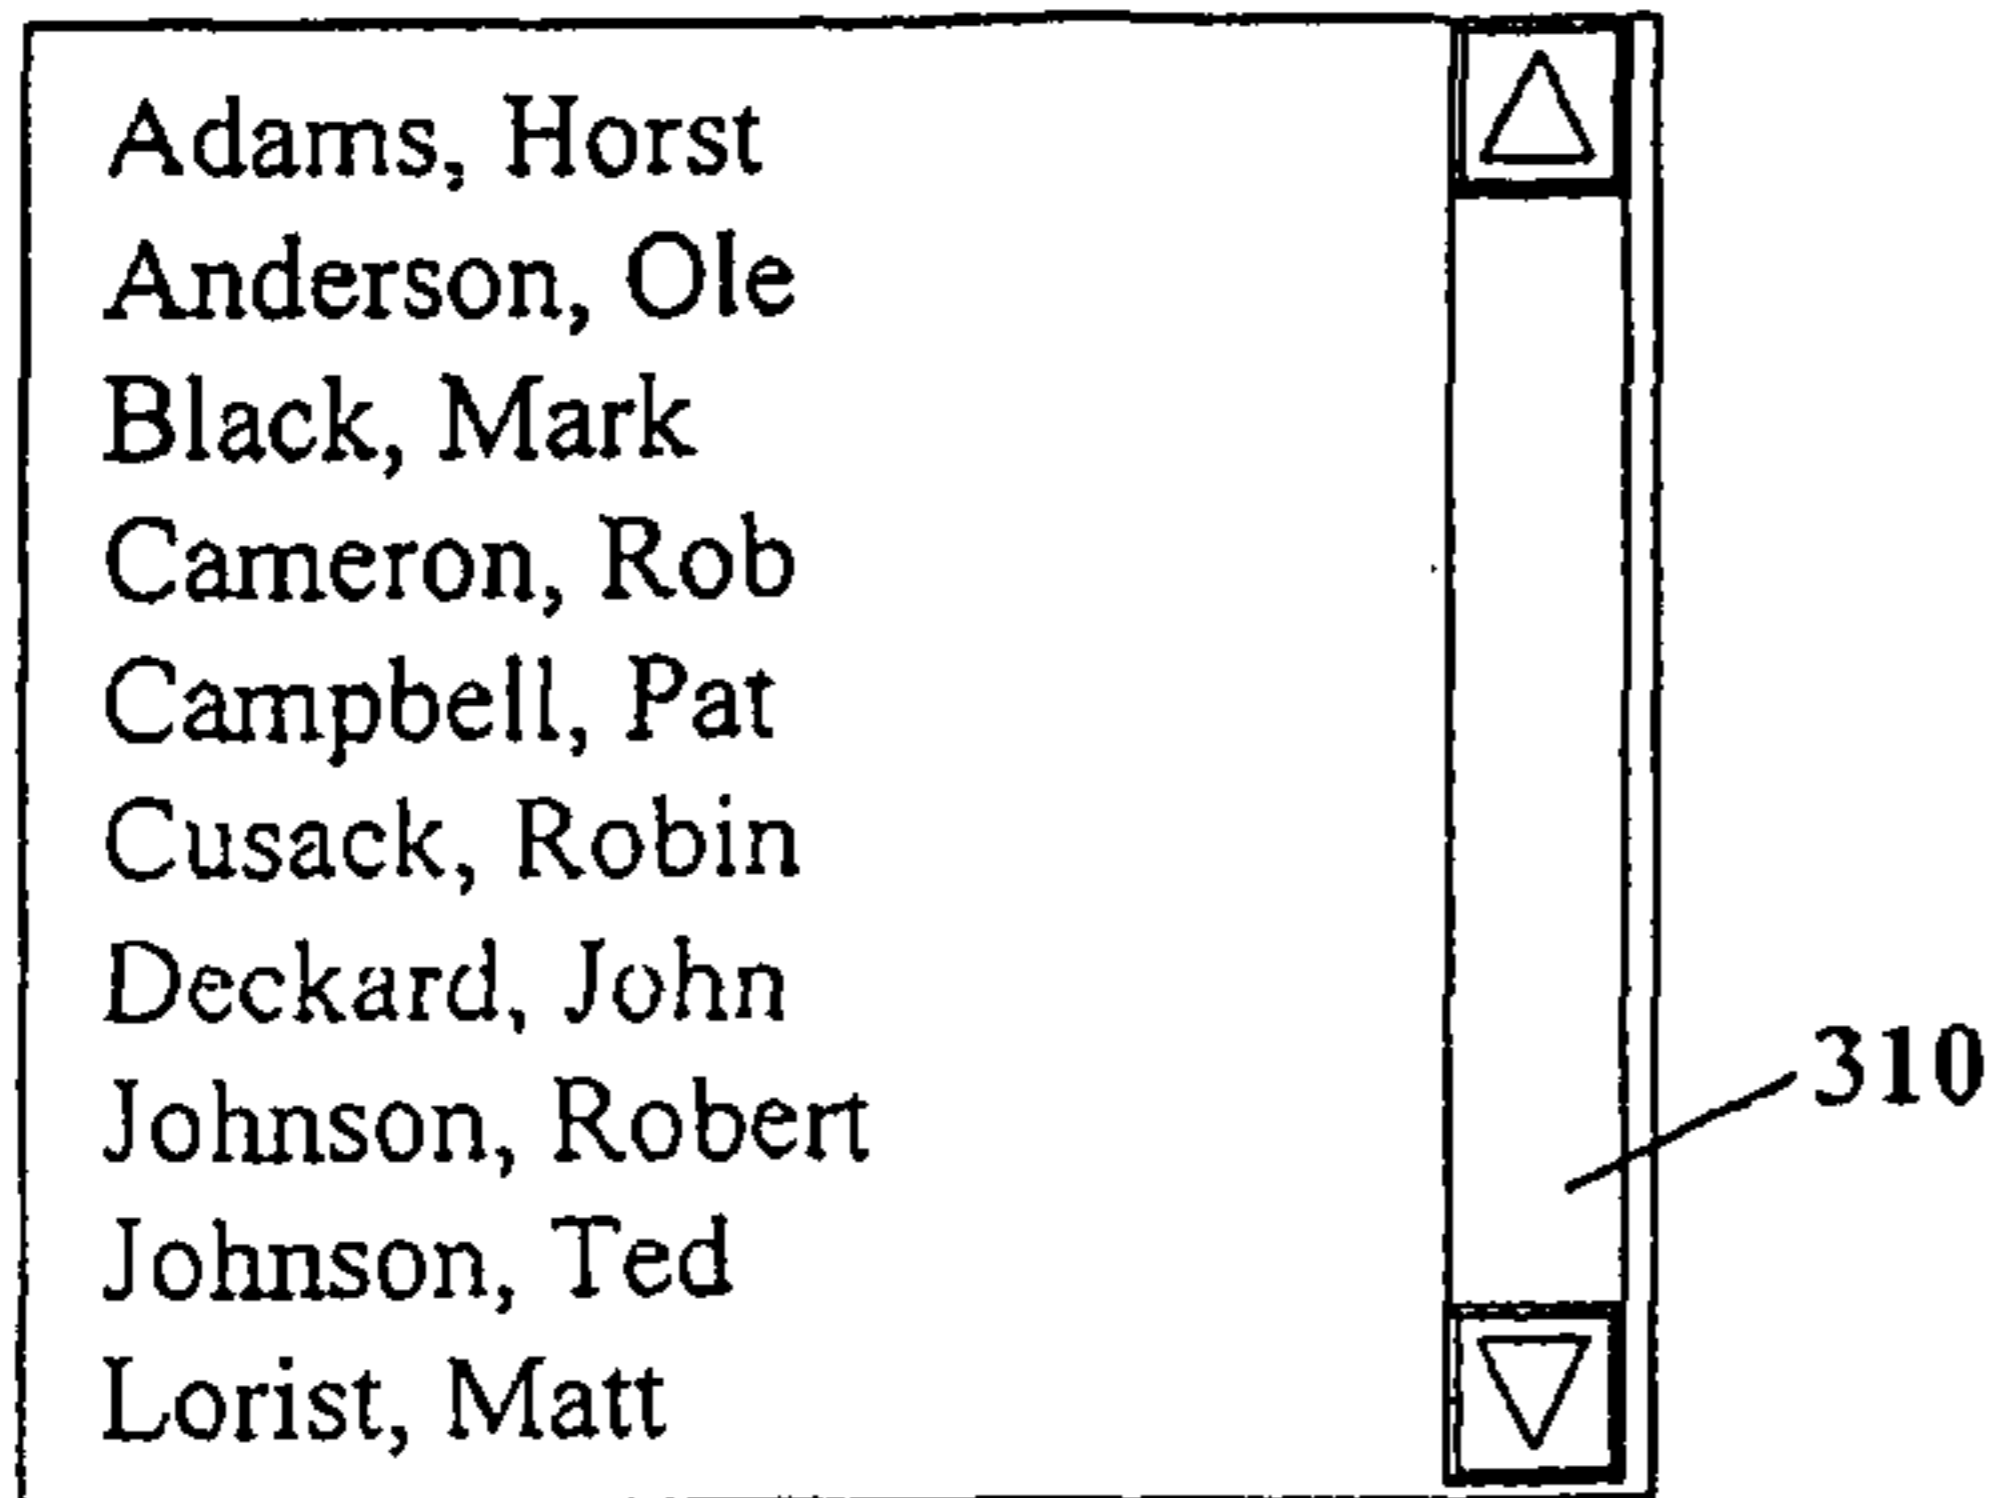 Adams, Horst
Anderson, Ole
Black, Mark
Cameron, Rob
Campbell, Pat
Cusack, Robin
Deckard, John
Johnson, Robert
Johnson, Ted
Lorist, Matt
310